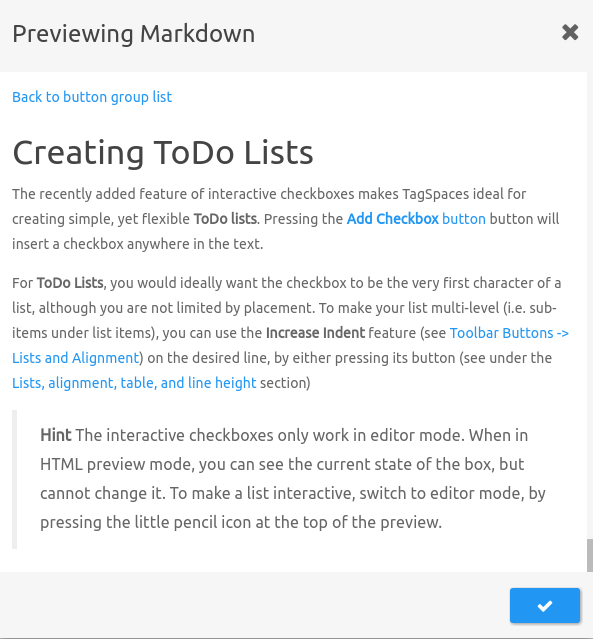 Previewing Markdown
Back to button group list
Creating ToDo Lists
The recently added feature of interactive checkboxes makes TagSpaces ideal for
creating simple, yet flexible ToDo lists. Pressing the Add Checkbox button button will
insert a checkbox anywhere in the text.
For ToDo Lists, you would ideally want the checkbox to be the very first character of a
list, although you are not limited by placement. To make your list multi-level (i.e. sub-
items under list items), you can use the Increase Indent feature (see Toolbar Buttons ->
Lists and Alignment) on the desired line, by either pressing its button (see under the
Lists, alignment, table, and line height section)
Hint The interactive checkboxes only work in editor mode. When in
HTML preview mode, you can see the current state of the box, but
cannot change it. To make a list interactive, switch to editor mode, by
pressing the little pencil icon at the top of the preview.